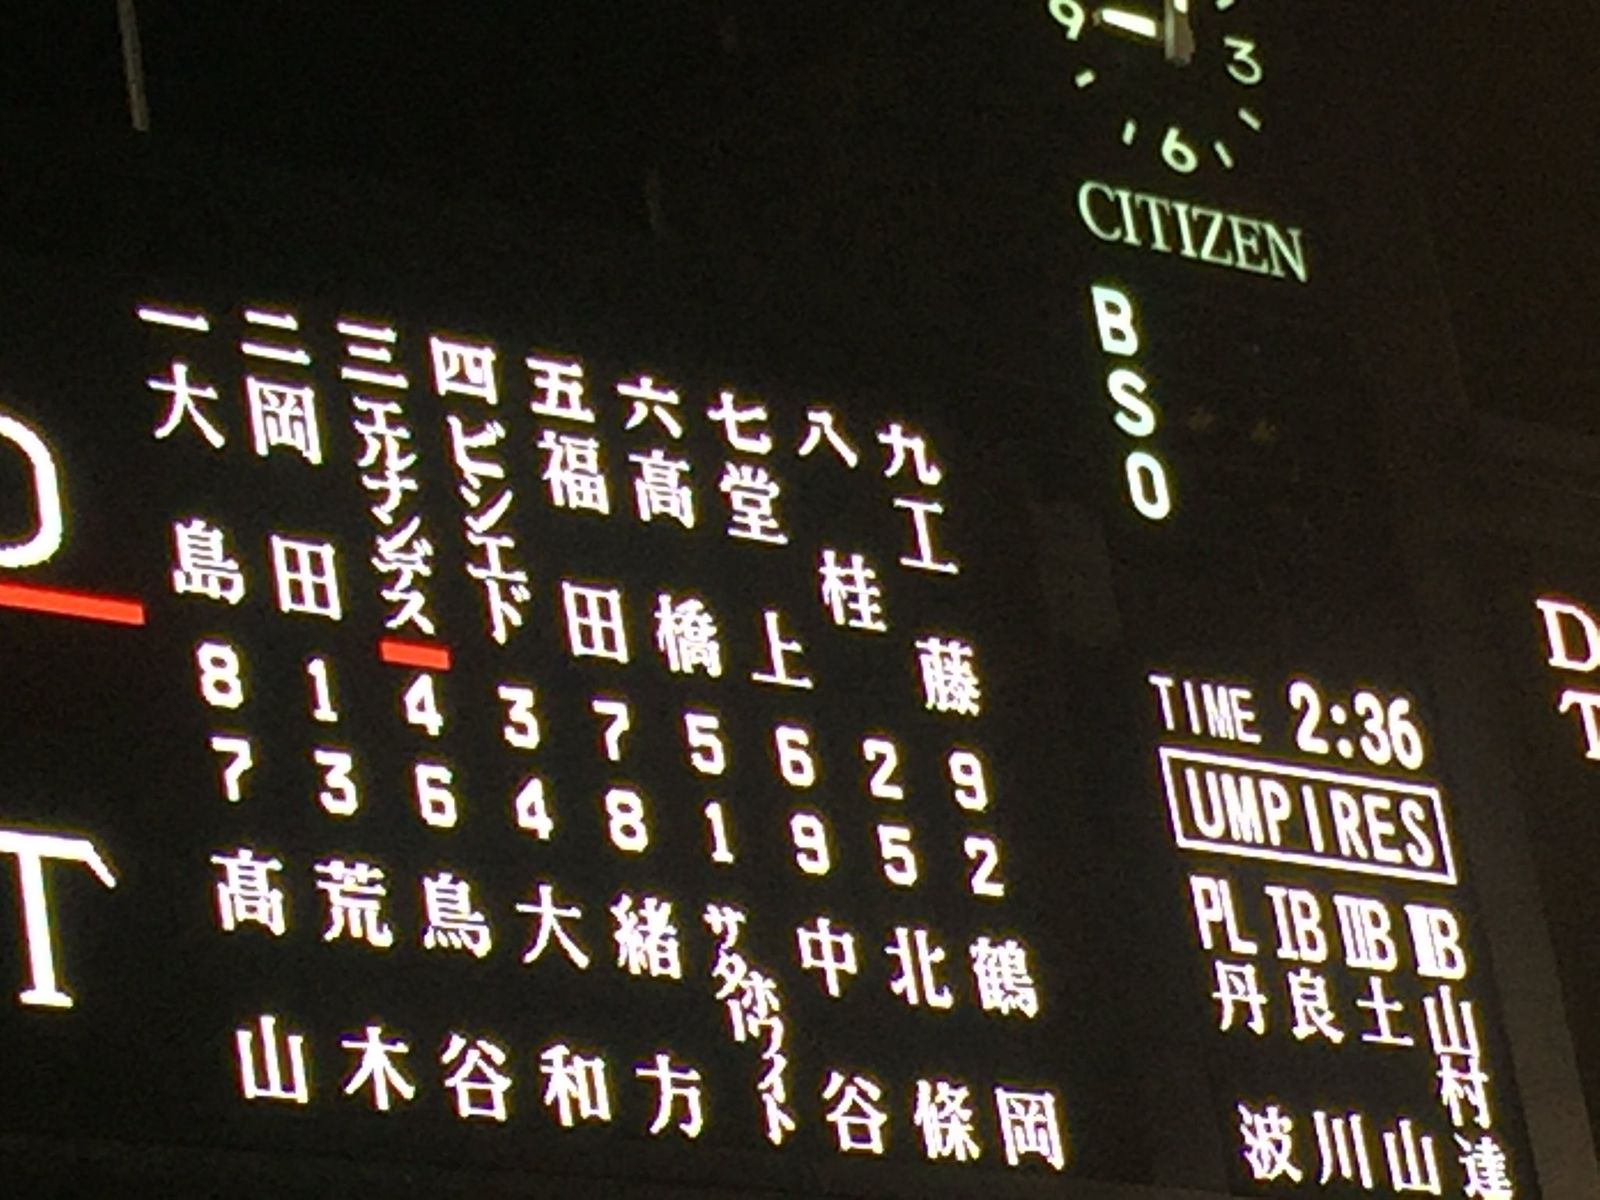 9
3
6
CITIZEN
B
S
O
D
一 大島 8
二 岡田 1
三 エルナンデス 4
四 ビシエド 3
五 福田 7
六 高橋 5
七 堂上 6
八 桂 2
九 工藤 9
T
7 髙山
3 荒木
6 鳥谷
4 大和
8 緒方
1 サターホワイト
9 中谷
5 北條
2 鶴岡
TIME 2:36
UMPIRES
PL 丹波
IB 良川
IIB 土山
IIIB 山村達
D
T